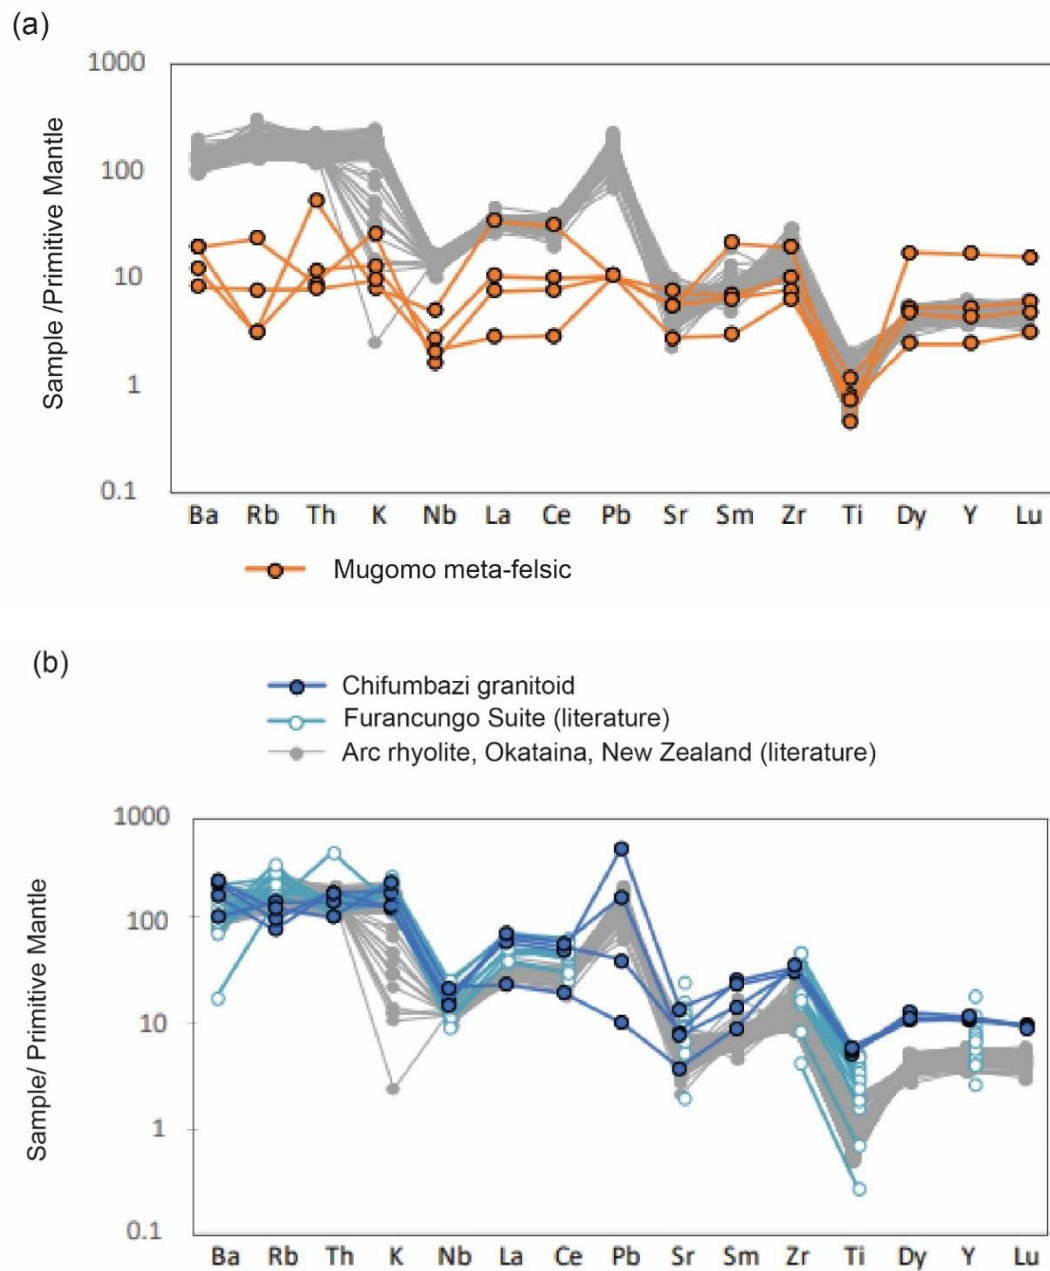 (a)
1000
100
10
1
0.1
Sample /Primitive Mantle
Ba Rb Th K Nb La Ce Pb Sr Sm Zr Ti Dy Y Lu
Mugomo meta-felsic
(b)
Chifumbazi granitoid
Furancungo Suite (literature)
Arc rhyolite, Okataina, New Zealand (literature)
1000
100
10
1
0.1
Sample/ Primitive Mantle
Ba Rb Th K Nb La Ce Pb Sr Sm Zr Ti Dy Y Lu